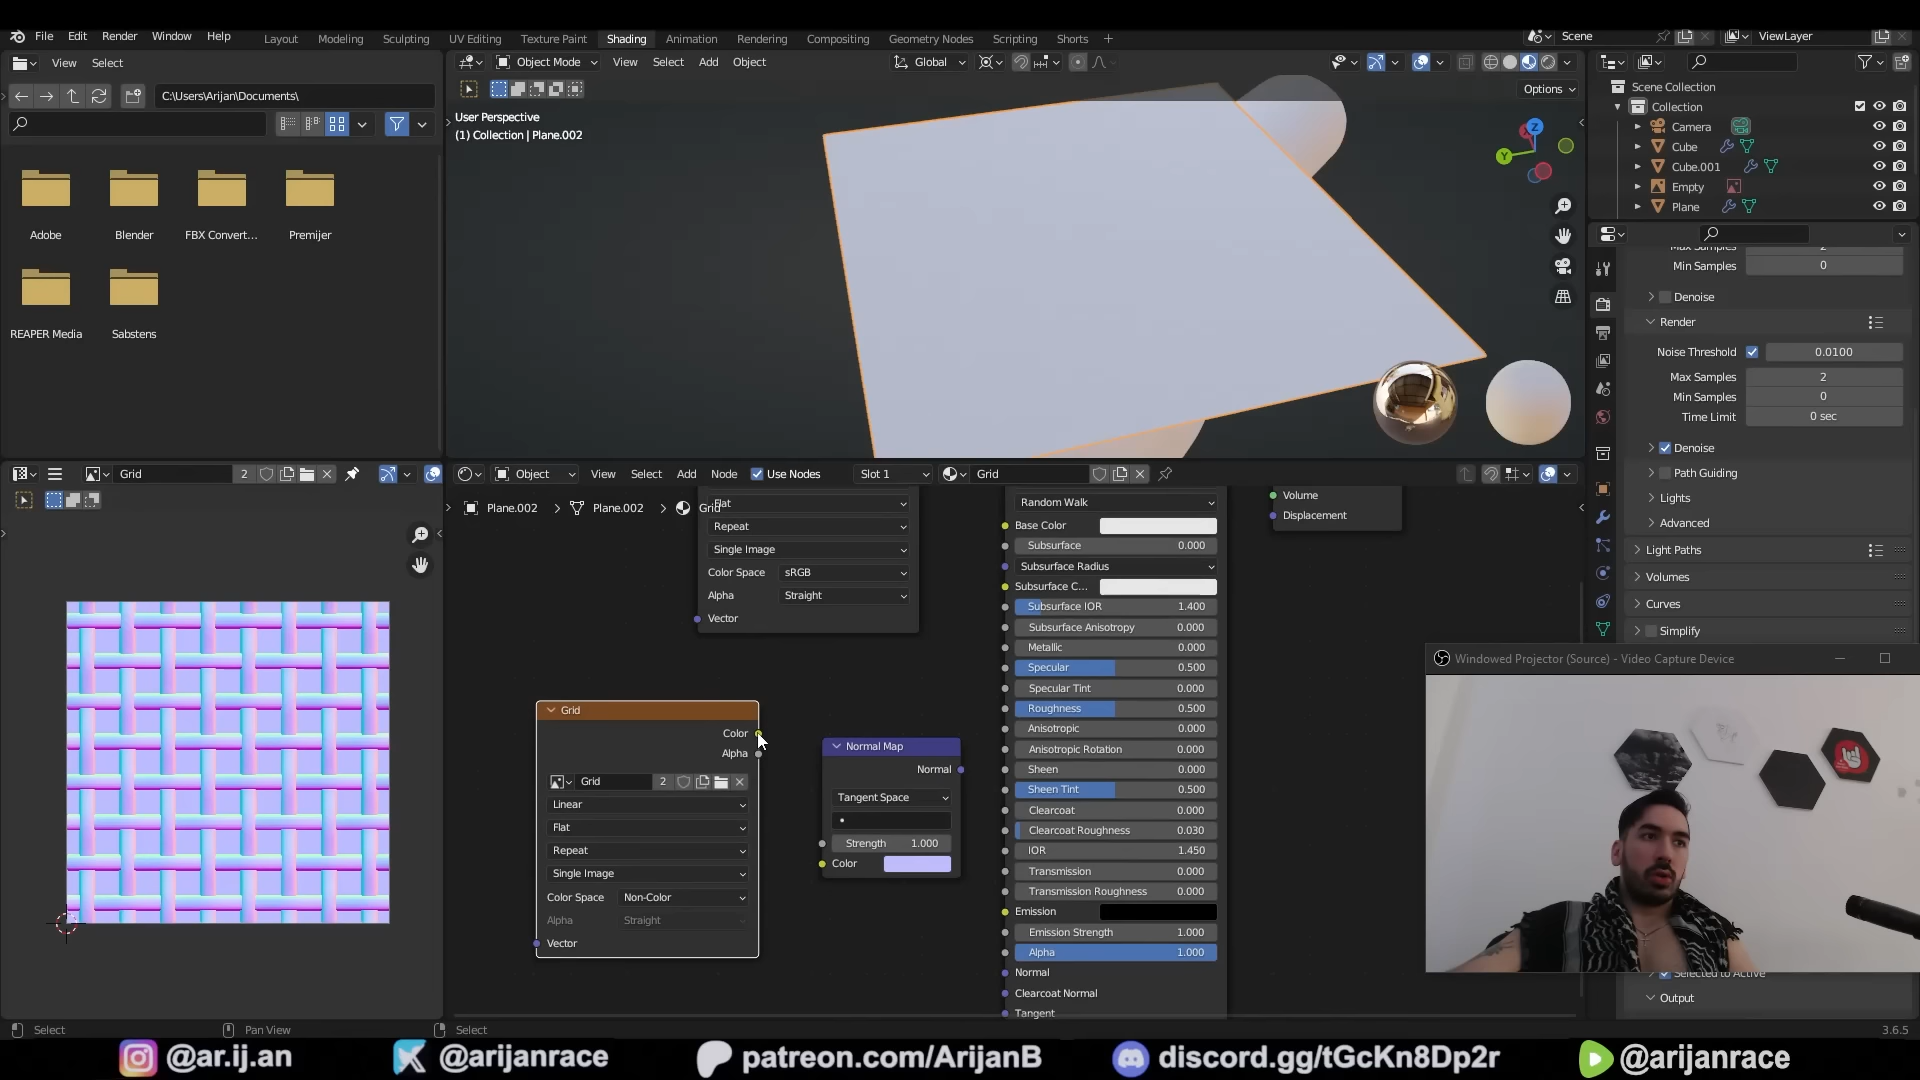 File Edit Render Window Help
Layout Modeling Sculpting UV Editing Texture Paint Shading Animation Rendering Compositing Geometry Nodes Scripting Shorts +
Scene
ViewLayer
View Select
Object Mode View Select Add Object
Global
Options
C:\Users\Arijan\Documents\
User Perspective
(1) Collection | Plane.002
Adobe
Blender
FBX Convert...
Premijer
REAPER Media
Sabstens
Z
Y
Scene Collection
Collection
Camera
Cube
Cube.001
Empty
Plane
Max Samples 2
Min Samples 0
Denoise
Render
Noise Threshold 0.0100
Max Samples 2
Min Samples 0
Time Limit 0 sec
Denoise
Path Guiding
Lights
Advanced
Light Paths
Volumes
Curves
Simplify
Selected to Active
Output
Grid 2
Object View Select Add Node Use Nodes Slot 1 Grid
Plane.002 > Plane.002 > Grid
Flat
Repeat
Single Image
Color Space sRGB
Alpha Straight
Vector
Grid
Color
Alpha
Grid 2
Linear
Flat
Repeat
Single Image
Color Space Non-Color
Alpha Straight
Vector
Normal Map
Normal
Tangent Space
Strength 1.000
Color
Random Walk
Base Color
Subsurface 0.000
Subsurface Radius
Subsurface C...
Subsurface IOR 1.400
Subsurface Anisotropy 0.000
Metallic 0.000
Specular 0.500
Specular Tint 0.000
Roughness 0.500
Anisotropic 0.000
Anisotropic Rotation 0.000
Sheen 0.000
Sheen Tint 0.500
Clearcoat 0.000
Clearcoat Roughness 0.030
IOR 1.450
Transmission 0.000
Transmission Roughness 0.000
Emission
Emission Strength 1.000
Alpha 1.000
Normal
Clearcoat Normal
Tangent
Volume
Displacement
Windowed Projector (Source) - Video Capture Device
Select
Pan View
Select
3.6.5
@ar.ij.an
@arijanrace
patreon.com/ArijanB
discord.gg/tGcKn8Dp2r
@arijanrace